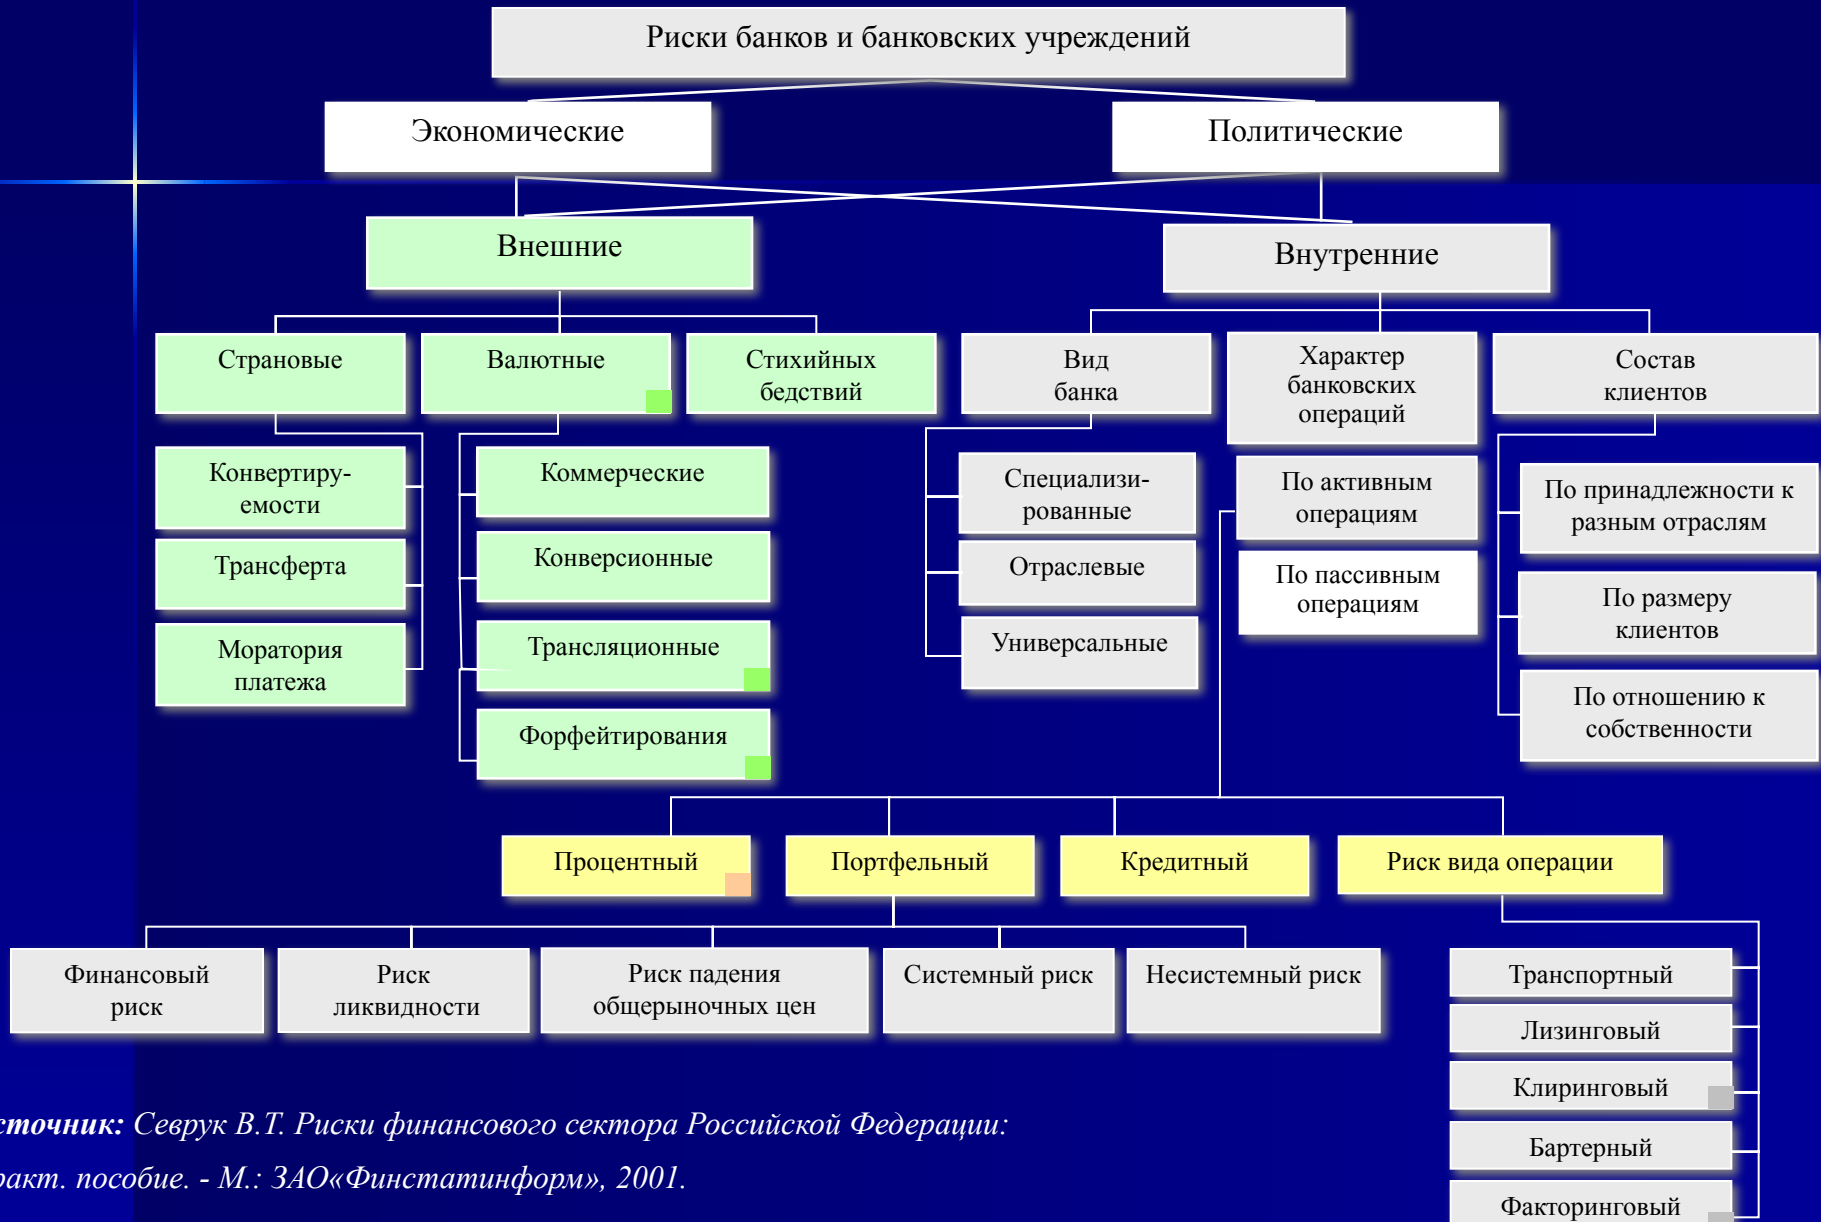 Риски банков и банковских учреждений
Экономические
Политические
Внешние
Внутренние
Страновые
Валютные
Стихийных
бедствий
Вид
банка
Характер
банковских
операций
Состав
клиентов
Конвертиру-
емости
Трансферта
Моратория
платежа
Коммерческие
Конверсионные
Трансляционные
Форфейтирования
Специализи-
рованные
Отраслевые
Универсальные
По активным
операциям
По пассивным
операциям
По принадлежности к
разным отраслям
По размеру
клиентов
По отношению к
собственности
Процентный
Портфельный
Кредитный
Риск вида операции
Финансовый
риск
Риск
ликвидности
Риск падения
общерыночных цен
Системный риск
Несистемный риск
Транспортный
Лизинговый
Клиринговый
Бартерный
Факторинговый
сточник: Севрук В.Т. Риски финансового сектора Российской Федерации:
ракт. пособие. - М.: ЗАО«Финстатинформ», 2001.